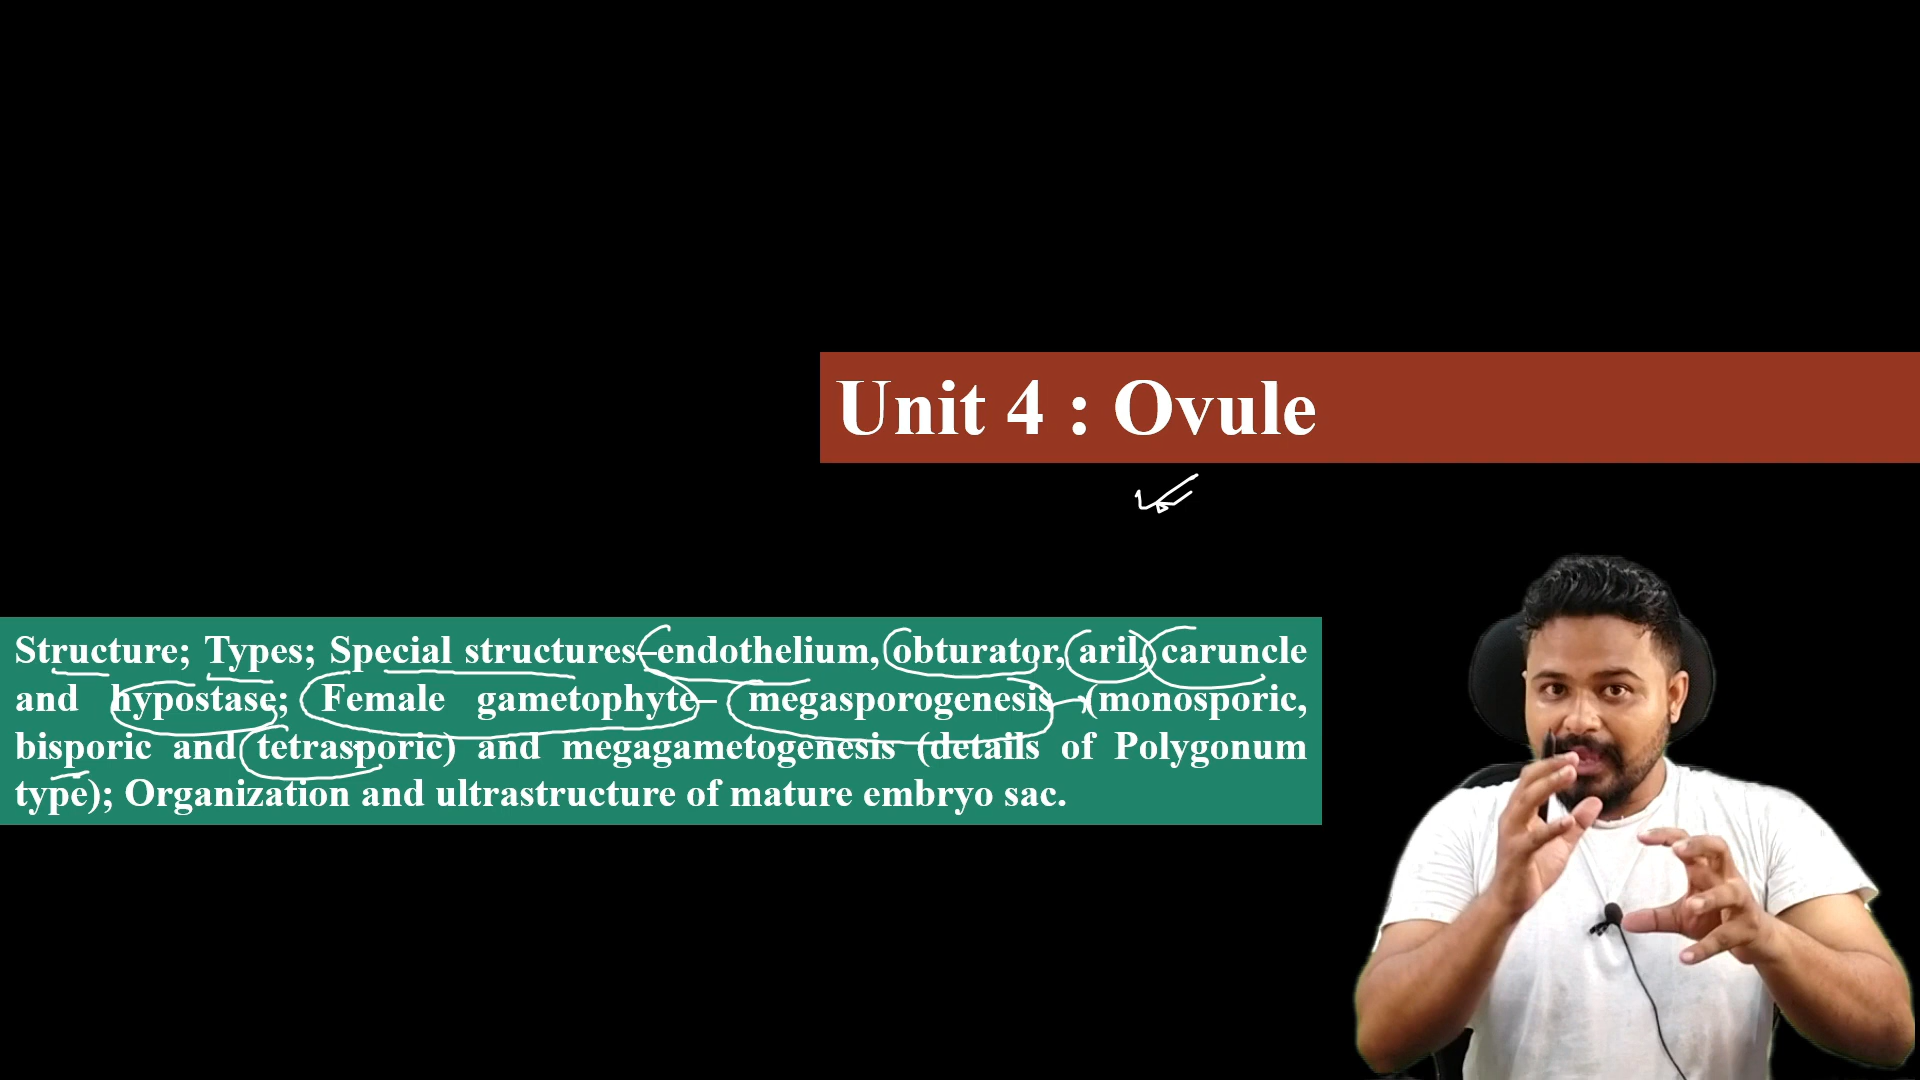 Unit 4 : Ovule
Structure; Types; Special structures–endothelium, obturator, aril, caruncle
and hypostase; Female gametophyte– megasporogenesis (monosporic,
bisporic and tetrasporic) and megagametogenesis (details of Polygonum
type); Organization and ultrastructure of mature embryo sac.